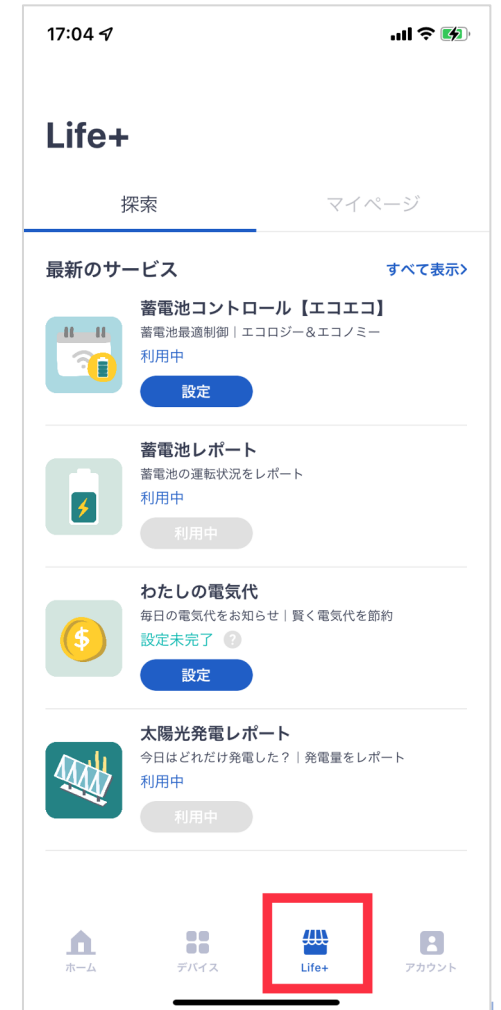 17:04
Life+
探索
マイページ
最新のサービス
すべて表示>
蓄電池コントロール【エコエコ】
蓄電池最適制御｜エコロジー＆エコノミー
利用中
設定
蓄電池レポート
蓄電池の運転状況をレポート
利用中
利用中
わたしの電気代
毎日の電気代をお知らせ｜賢く電気代を節約
設定未完了 ?
設定
太陽光発電レポート
今日はどれだけ発電した？｜発電量をレポート
利用中
利用中
ホーム
デバイス
Life+
アカウント